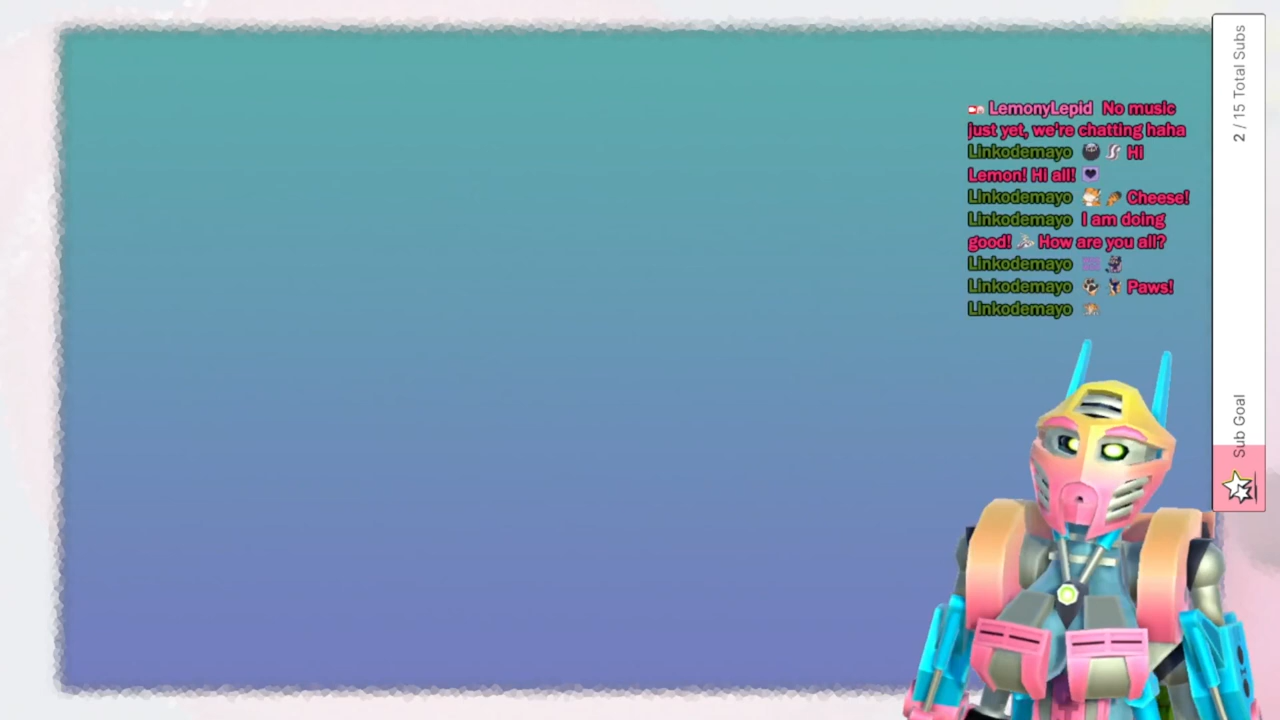 LemonyLepid No music
just yet, we're chatting haha
Linkodemayo Hi
Lemon! Hi all!
Linkodemayo Cheese!
Linkodemayo I am doing
good! How are you all?
Linkodemayo
Linkodemayo Paws!
Linkodemayo
2 / 15 Total Subs
Sub Goal